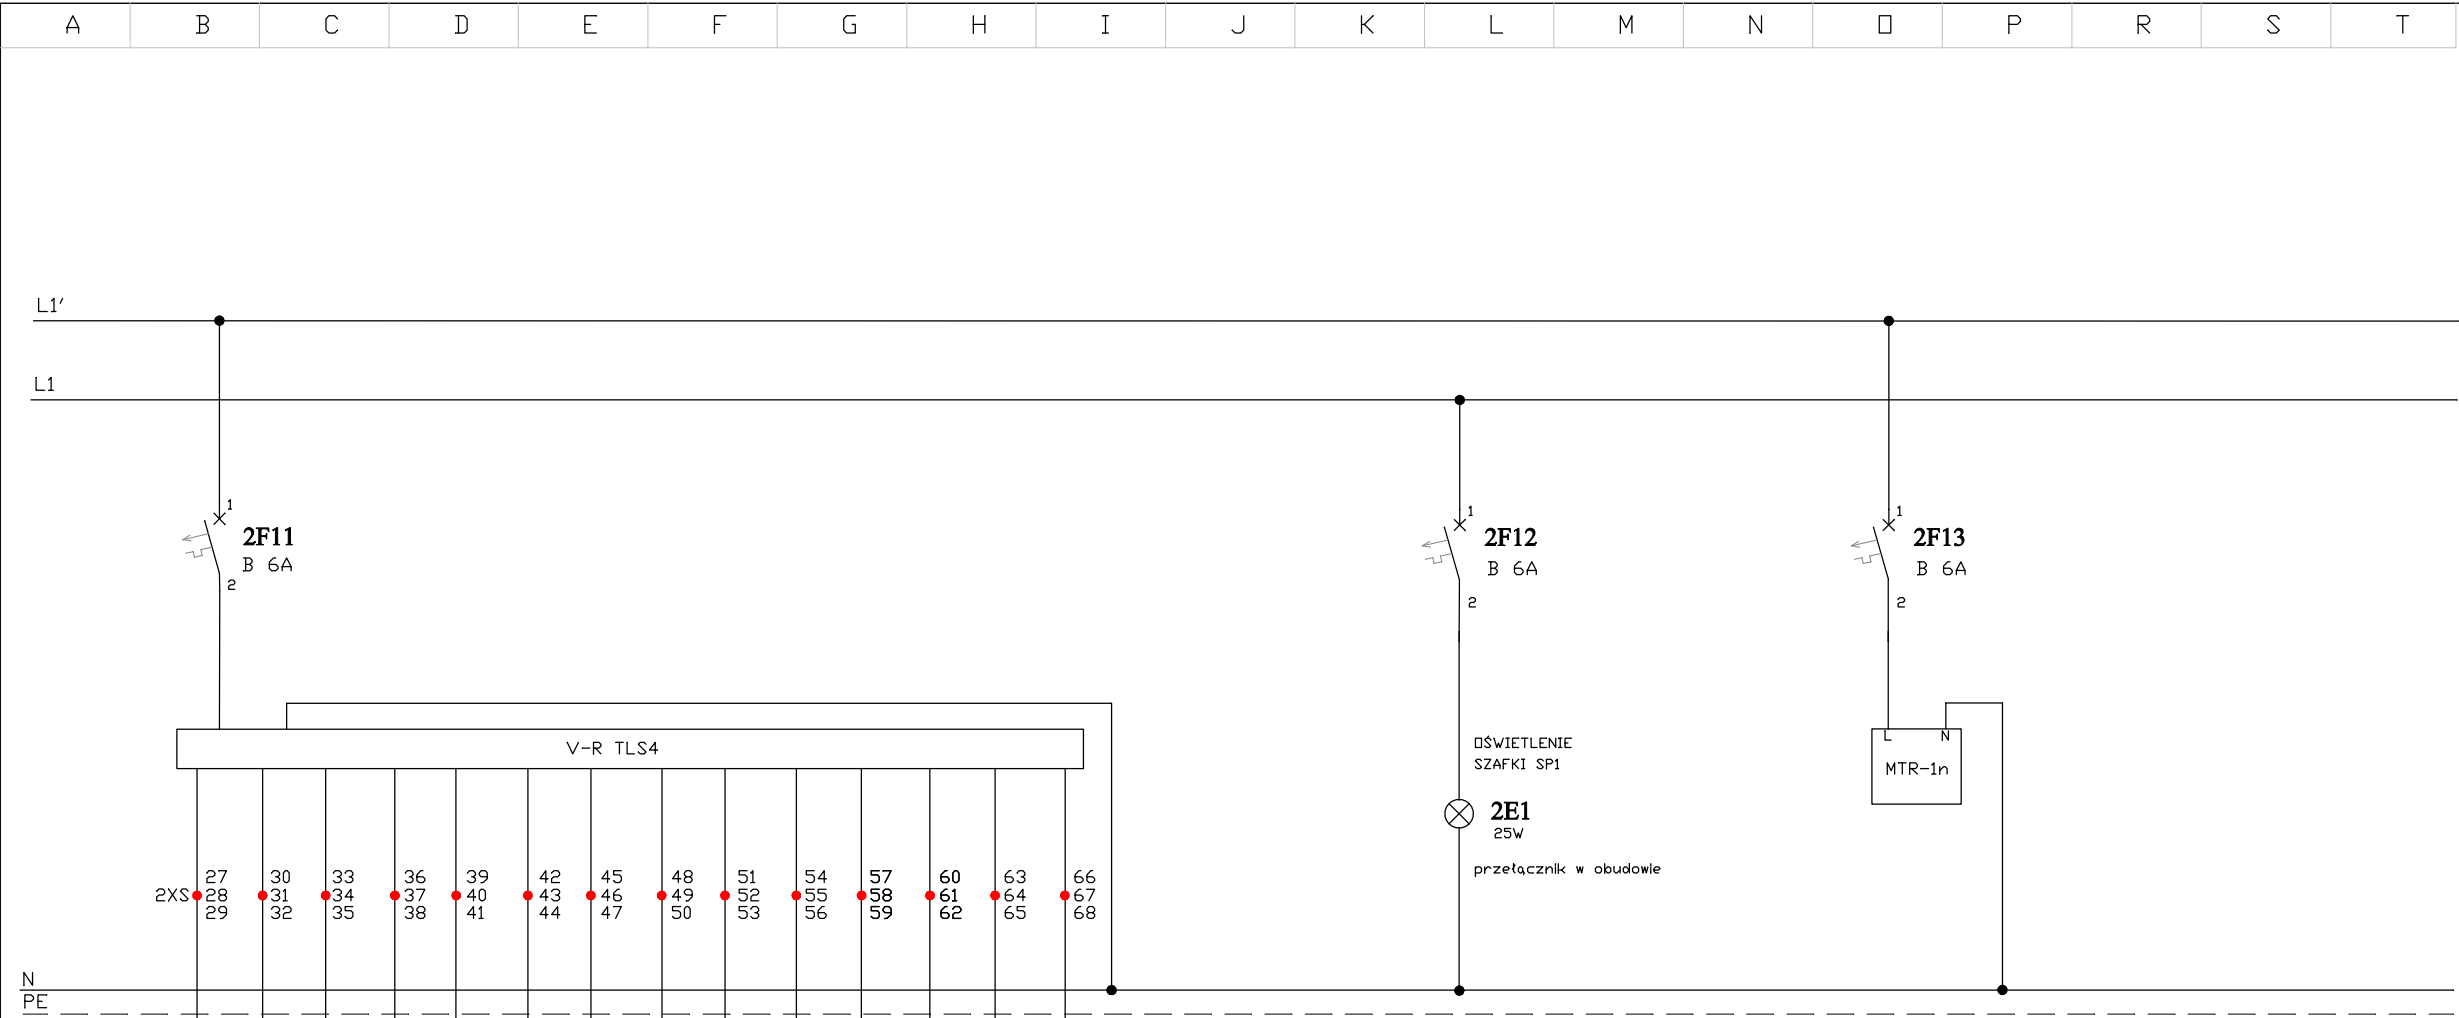 A B C D E F G H I J K L M N O P R S T
L1'
L1
1
2F11
B 6A
2
1
2F12
B 6A
2
1
2F13
B 6A
2
V-R TLS4
OŚWIETLENIE
SZAFKI SP1
2E1
25W
przełącznik w obudowie
L N
MTR-1n
27 30 33 36 39 42 45 48 51 54 57 60 63 66
2XS 28 31 34 37 40 43 46 49 52 55 58 61 64 67
29 32 35 38 41 44 47 50 53 56 59 62 65 68
N
PE